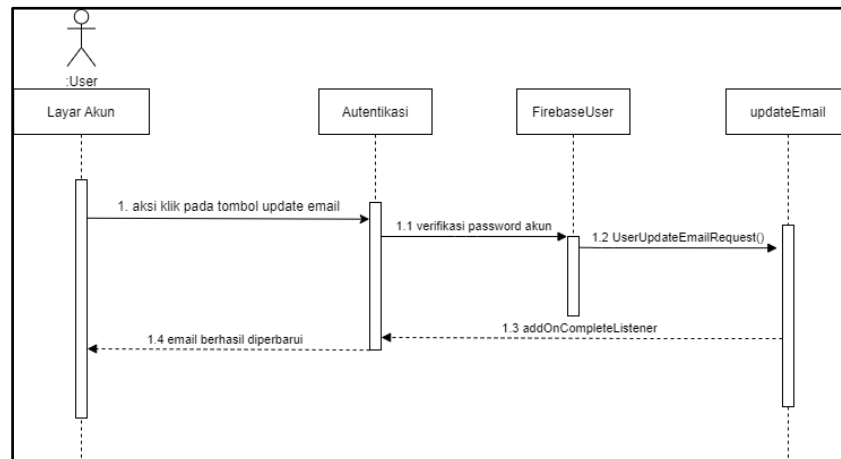 :User
Layar Akun
Autentikasi
FirebaseUser
updateEmail
1. aksi klik pada tombol update email
1.1 verifikasi password akun
1.2 UserUpdateEmailRequest()
1.3 addOnCompleteListener
1.4 email berhasil diperbarui